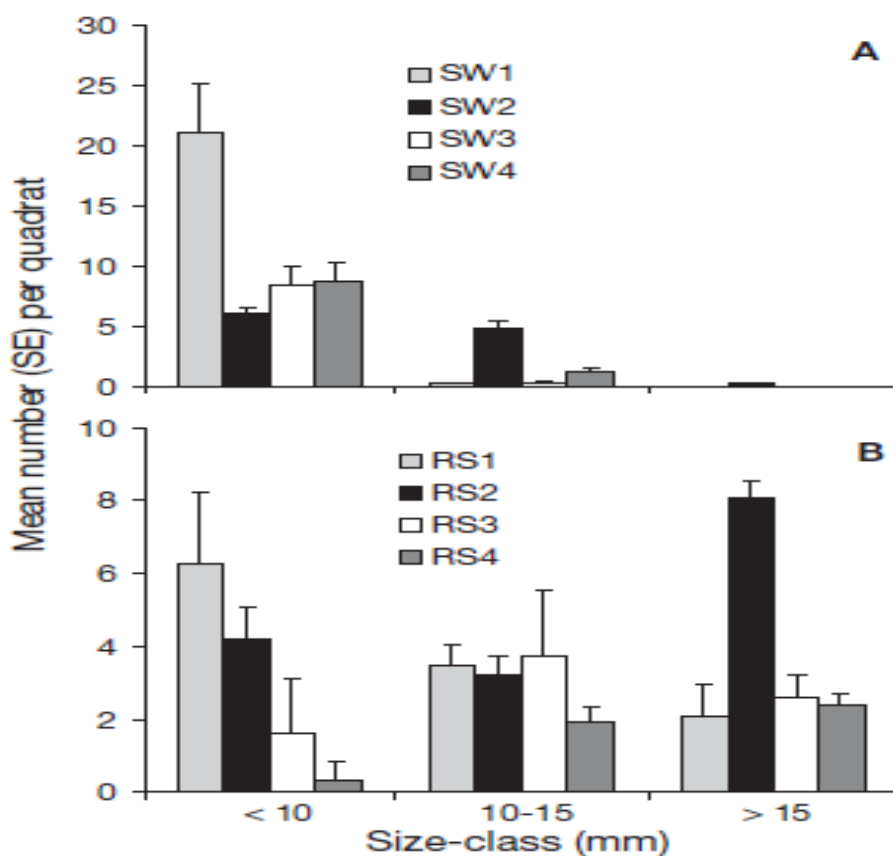 Mean number (SE) per quadrat
30
25
20
15
10
5
0
A
SW1
SW2
SW3
SW4
10
8
6
4
2
0
B
RS1
RS2
RS3
RS4
< 10 10-15 > 15
Size-class (mm)